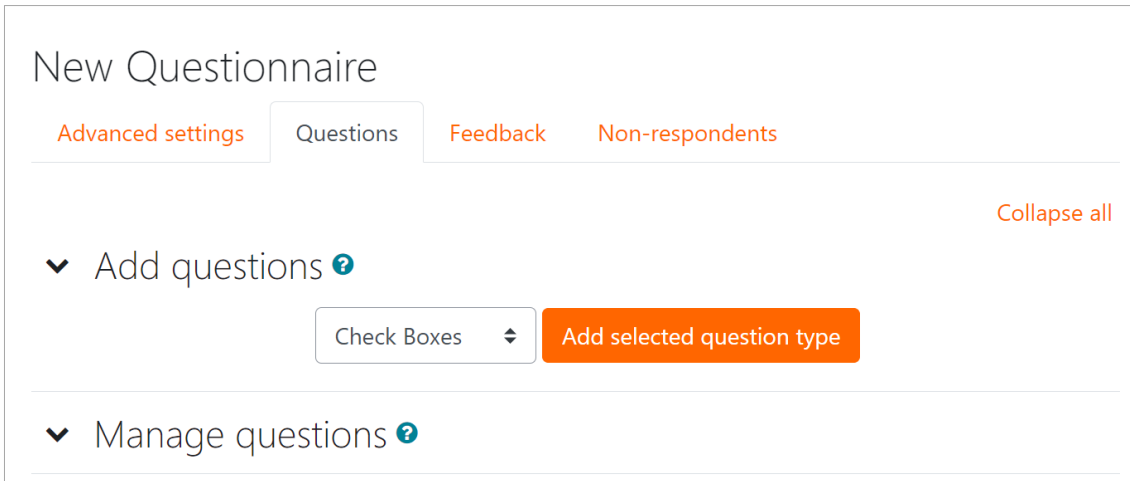 New Questionnaire
Advanced settings Questions Feedback Non-respondents
Collapse all
Add questions ?
Check Boxes Add selected question type
Manage questions ?